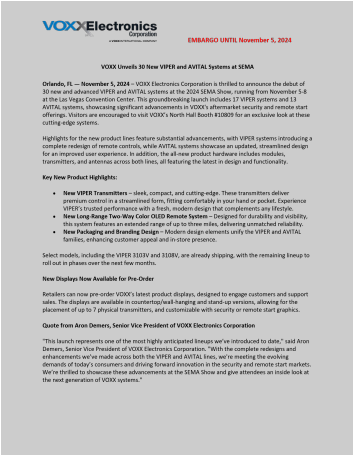 VOXXElectronics
Corporation
EMBARGO UNTIL November 5, 2024
VOXX Unveils 30 New VIPER and AVITAL Systems at SEMA
Orlando, FL — November 5, 2024 – VOXX Electronics Corporation is thrilled to announce the debut of
30 new and advanced VIPER and AVITAL systems at the 2024 SEMA Show, running from November 5-8
at the Las Vegas Convention Center. This groundbreaking launch includes 17 VIPER systems and 13
AVITAL systems, showcasing significant advancements in VOXX's aftermarket security and remote start
offerings. Visitors are encouraged to visit VOXX's North Hall Booth #10809 for an exclusive look at these
cutting-edge systems.
Highlights for the new product lines feature substantial advancements, with VIPER systems introducing a
complete redesign of remote controls, while AVITAL systems showcase an updated, streamlined design
for an improved user experience. In addition, the all-new product hardware includes modules,
transmitters, and antennas across both lines, all featuring the latest in design and functionality.
Key New Product Highlights:
• New VIPER Transmitters – sleek, compact, and cutting-edge. These transmitters deliver
premium control in a streamlined form, fitting comfortably in your hand or pocket. Experience
VIPER's trusted performance with a fresh, modern design that complements any lifestyle.
• New Long-Range Two-Way Color OLED Remote System – Designed for durability and visibility,
this system features an extended range of up to three miles, delivering unmatched reliability.
• New Packaging and Branding Design – Modern design elements unify the VIPER and AVITAL
families, enhancing customer appeal and in-store presence.
Select models, including the VIPER 3103V and 3108V, are already shipping, with the remaining lineup to
roll out in phases over the next few months.
New Displays Now Available for Pre-Order
Retailers can now pre-order VOXX's latest product displays, designed to engage customers and support
sales. The displays are available in countertop/wall-hanging and stand-up versions, allowing for the
placement of up to 7 physical transmitters, and customizable with security or remote start graphics.
Quote from Aron Demers, Senior Vice President of VOXX Electronics Corporation
"This launch represents one of the most highly anticipated lineups we've introduced to date," said Aron
Demers, Senior Vice President of VOXX Electronics Corporation. "With the complete redesigns and
enhancements we've made across both the VIPER and AVITAL lines, we're meeting the evolving
demands of today's consumers and driving forward innovation in the security and remote start markets.
We're thrilled to showcase these advancements at the SEMA Show and give attendees an inside look at
the next generation of VOXX systems."